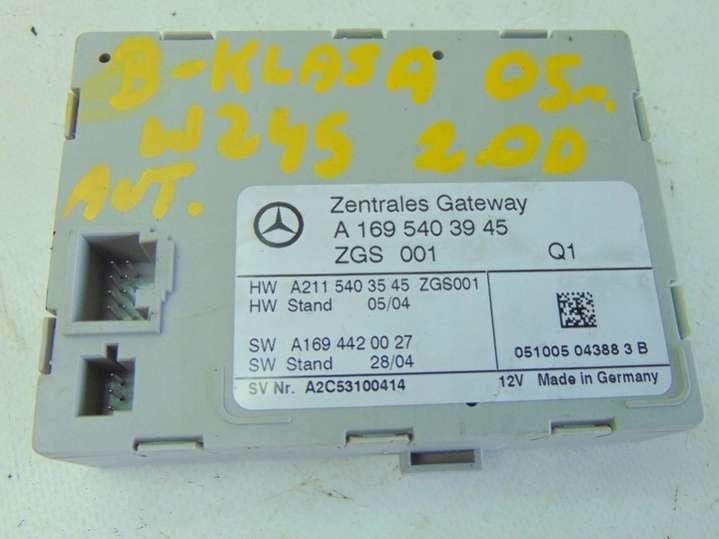 B-KLASA 05r.
W245 2.0D
AUT.
Zentrales Gateway
A 169 540 39 45
ZGS 001 Q1
HW A211 540 35 45 ZGS001
HW Stand 05/04
SW A169 442 00 27
SW Stand 28/04
051005 04388 3 B
SV Nr. A2C53100414
12V Made in Germany